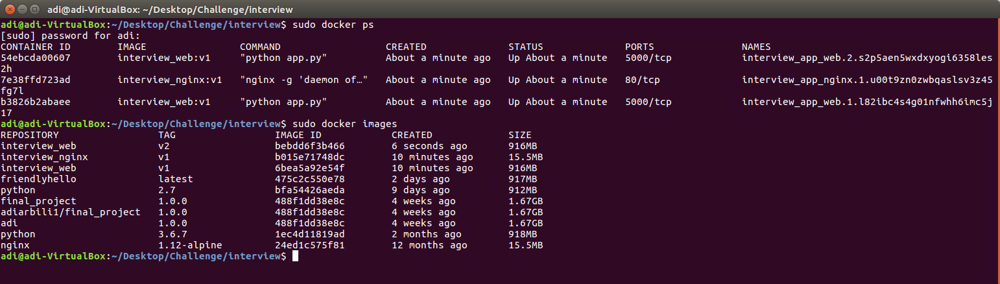 adi@adi-VirtualBox: ~/Desktop/Challenge/interview
adi@adi-VirtualBox:~/Desktop/Challenge/interview$ sudo docker ps
[sudo] password for adi:
CONTAINER ID        IMAGE                COMMAND                  CREATED              STATUS              PORTS               NAMES
54ebcda00607        interview_web:v1     "python app.py"          About a minute ago   Up About a minute   5000/tcp            interview_app_web.2.s2p5aen5wxdxyogi6358les
2h
7e38ffd723ad        interview_nginx:v1   "nginx -g 'daemon of…"   About a minute ago   Up About a minute   80/tcp              interview_app_nginx.1.u00t9zn0zwbqaslsv3z45
fg7l
b3826b2abaee        interview_web:v1     "python app.py"          About a minute ago   Up About a minute   5000/tcp            interview_app_web.1.l82ibc4s4g01nfwhh6imc5j
17
adi@adi-VirtualBox:~/Desktop/Challenge/interview$ sudo docker images
REPOSITORY                 TAG                 IMAGE ID            CREATED             SIZE
interview_web              v2                  bebdd6f3b466        6 seconds ago       916MB
interview_nginx            v1                  b015e71748dc        10 minutes ago      15.5MB
interview_web              v1                  6bea5a92e54f        10 minutes ago      916MB
friendlyhello              latest              475c2c550e78        2 days ago          917MB
python                     2.7                 bfa54426aeda        9 days ago          912MB
final_project              1.0.0               488f1dd38e8c        4 weeks ago         1.67GB
adiarbili1/final_project   1.0.0               488f1dd38e8c        4 weeks ago         1.67GB
adi                        1.0.0               488f1dd38e8c        4 weeks ago         1.67GB
python                     3.6.7               1ec4d11819ad        2 months ago        918MB
nginx                      1.12-alpine         24ed1c575f81        12 months ago       15.5MB
adi@adi-VirtualBox:~/Desktop/Challenge/interview$